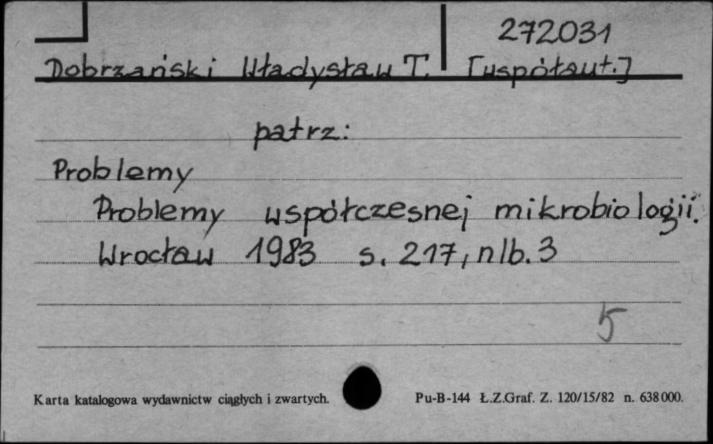 272031
Dobrzański Władysław T. [współaut.]
patrz:
Problemy
Problemy współczesnej mikrobiologii.
Wrocław 1983 s. 217, nlb. 3
5
Karta katalogowa wydawnictw ciągłych i zwartych. Pu-B-144 Ł.Z.Graf. Z. 120/15/82 n. 638000.